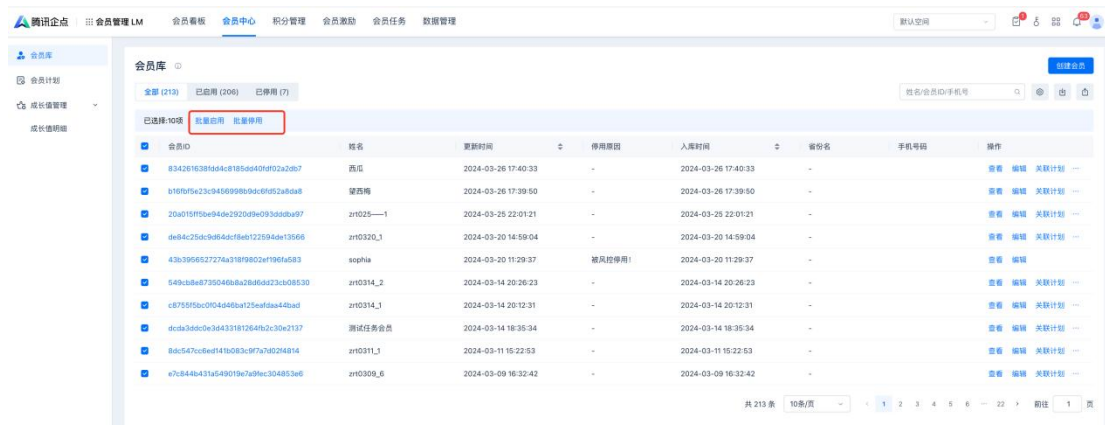 腾讯企点 会员管理 LM 会员看板 会员中心 积分管理 会员激励 会员任务 数据管理 默认空间 63
会员库
会员计划
成长值管理
成长值明细
会员库
创建会员
全部 (213) 已启用 (206) 已停用 (7) 姓名/会员ID/手机号
已选择:10项 批量启用 批量停用
会员ID 姓名 更新时间 停用原因 入库时间 省份名 手机号码 操作
834261638fdd4c8185dd40fdf02a2db7 西瓜 2024-03-26 17:40:33 - 2024-03-26 17:40:33 - 查看 编辑 关联计划 ···
b16fbf5e23c9456998b9dc6fd52a8da8 望西梅 2024-03-26 17:39:50 - 2024-03-26 17:39:50 - 查看 编辑 关联计划 ···
20a015ff5be94de2920d9e093dddba97 zrt025——1 2024-03-25 22:01:21 - 2024-03-25 22:01:21 - 查看 编辑 关联计划 ···
de84c25dc9d64dcf8eb122594de13566 zrt0320_1 2024-03-20 14:59:04 - 2024-03-20 14:59:04 - 查看 编辑 关联计划 ···
43b3956527274a318f9802ef196fa583 sophia 2024-03-20 11:29:37 被风控停用! 2024-03-20 11:29:37 - 查看 编辑
549cb8e8735046b8a28d6dd23cb08530 zrt0314_2 2024-03-14 20:26:23 - 2024-03-14 20:26:23 - 查看 编辑 关联计划 ···
c8755f5bc0f04d46ba125eafdaa44bad zrt0314_1 2024-03-14 20:12:31 - 2024-03-14 20:12:31 - 查看 编辑 关联计划 ···
dcda3ddc0e3d433181264fb2c30e2137 测试任务会员 2024-03-14 18:35:34 - 2024-03-14 18:35:34 - 查看 编辑 关联计划 ···
8dc547cc6ed141b083c9f7a7d02f4814 zrt0311_1 2024-03-11 15:22:53 - 2024-03-11 15:22:53 - 查看 编辑 关联计划 ···
e7c844b431a549019e7a9fec304853e6 zrt0309_6 2024-03-09 16:32:42 - 2024-03-09 16:32:42 - 查看 编辑 关联计划 ···
共 213 条 10条/页 1 2 3 4 5 6 ··· 22 前往 1 页